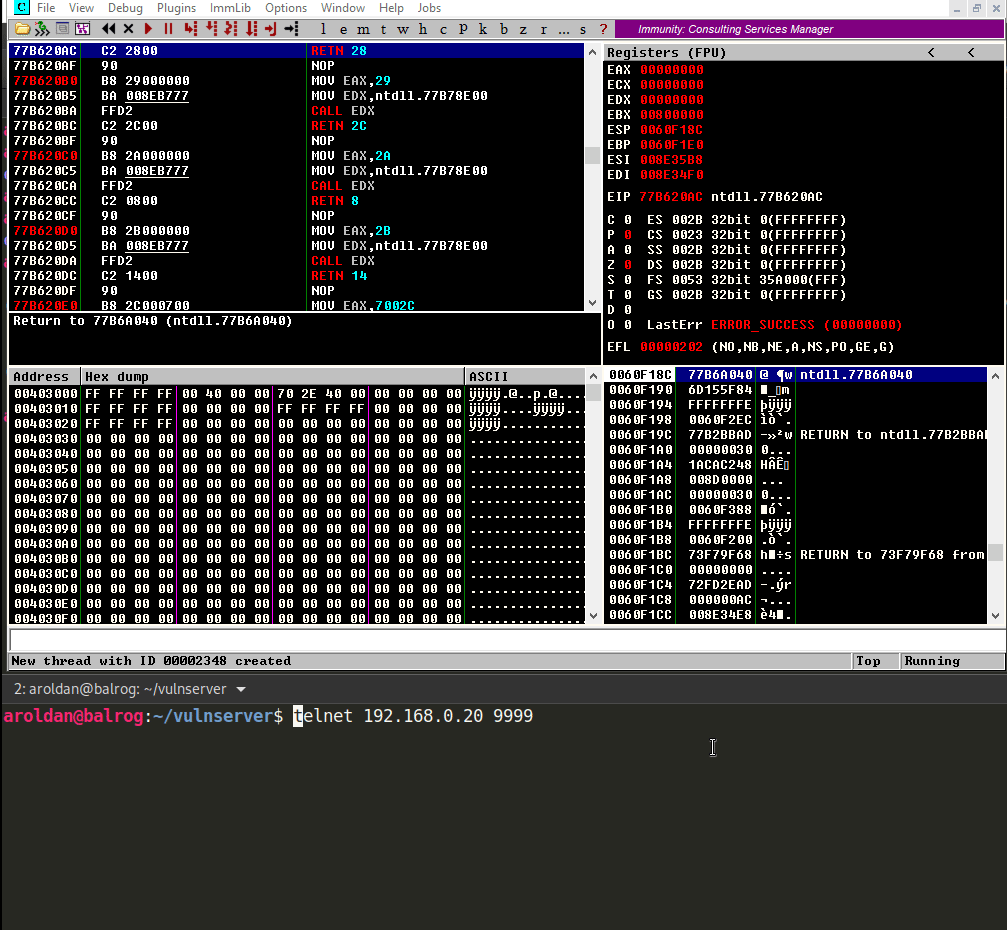 C File View Debug Plugins ImmLib Options Window Help Jobs
l e m t w h c P k b z r ... s ? Immunity: Consulting Services Manager
77B620AC C2 2800 RETN 28
77B620AF 90 NOP
77B620B0 B8 29000000 MOV EAX,29
77B620B5 BA 008EB777 MOV EDX,ntdll.77B78E00
77B620BA FFD2 CALL EDX
77B620BC C2 2C00 RETN 2C
77B620BF 90 NOP
77B620C0 B8 2A000000 MOV EAX,2A
77B620C5 BA 008EB777 MOV EDX,ntdll.77B78E00
77B620CA FFD2 CALL EDX
77B620CC C2 0800 RETN 8
77B620CF 90 NOP
77B620D0 B8 2B000000 MOV EAX,2B
77B620D5 BA 008EB777 MOV EDX,ntdll.77B78E00
77B620DA FFD2 CALL EDX
77B620DC C2 1400 RETN 14
77B620DF 90 NOP
77B620E0 B8 2C000700 MOV EAX,7002C
Return to 77B6A040 (ntdll.77B6A040)
Registers (FPU) < <
EAX 00000000
ECX 00000000
EDX 00000000
EBX 00800000
ESP 0060F18C
EBP 0060F1E0
ESI 008E35B8
EDI 008E34F0
EIP 77B620AC ntdll.77B620AC
C 0 ES 002B 32bit 0(FFFFFFFF)
P 0 CS 0023 32bit 0(FFFFFFFF)
A 0 SS 002B 32bit 0(FFFFFFFF)
Z 0 DS 002B 32bit 0(FFFFFFFF)
S 0 FS 0053 32bit 35A000(FFF)
T 0 GS 002B 32bit 0(FFFFFFFF)
D 0
O 0 LastErr ERROR_SUCCESS (00000000)
EFL 00000202 (NO,NB,NE,A,NS,PO,GE,G)
Address Hex dump ASCII
00403000 FF FF FF FF 00 40 00 00 70 2E 40 00 00 00 00 00 ÿÿÿÿ.@..p.@.....
00403010 FF FF FF FF 00 00 00 00 FF FF FF FF 00 00 00 00 ÿÿÿÿ....ÿÿÿÿ....
00403020 FF FF FF FF 00 00 00 00 00 00 00 00 00 00 00 00 ÿÿÿÿ............
00403030 00 00 00 00 00 00 00 00 00 00 00 00 00 00 00 00 ................
00403040 00 00 00 00 00 00 00 00 00 00 00 00 00 00 00 00 ................
00403050 00 00 00 00 00 00 00 00 00 00 00 00 00 00 00 00 ................
00403060 00 00 00 00 00 00 00 00 00 00 00 00 00 00 00 00 ................
00403070 00 00 00 00 00 00 00 00 00 00 00 00 00 00 00 00 ................
00403080 00 00 00 00 00 00 00 00 00 00 00 00 00 00 00 00 ................
00403090 00 00 00 00 00 00 00 00 00 00 00 00 00 00 00 00 ................
004030A0 00 00 00 00 00 00 00 00 00 00 00 00 00 00 00 00 ................
004030B0 00 00 00 00 00 00 00 00 00 00 00 00 00 00 00 00 ................
004030C0 00 00 00 00 00 00 00 00 00 00 00 00 00 00 00 00 ................
004030D0 00 00 00 00 00 00 00 00 00 00 00 00 00 00 00 00 ................
004030E0 00 00 00 00 00 00 00 00 00 00 00 00 00 00 00 00 ................
004030F0 00 00 00 00 00 00 00 00 00 00 00 00 00 00 00 00 ................
0060F18C 77B6A040 @ ¶w ntdll.77B6A040
0060F190 6D155F84
0060F194 FFFFFFFE þÿÿÿ
0060F198 0060F2EC ìò`.
0060F19C 77B2BBAD RETURN to ntdll.77B2BBA
0060F1A0 00000030 0...
0060F1A4 1ACAC248
0060F1A8 008D0000
0060F1AC 00000030 0...
0060F1B0 0060F388
0060F1B4 FFFFFFFE þÿÿÿ
0060F1B8 0060F200 .ò`.
0060F1BC 73F79F68 RETURN to 73F79F68 from
0060F1C0 00000000 ....
0060F1C4 72FD2EAD
0060F1C8 000000AC ¬...
0060F1CC 008E34E8
New thread with ID 00002348 created Top Running
2: aroldan@balrog: ~/vulnserver
aroldan@balrog:~/vulnserver$ telnet 192.168.0.20 9999